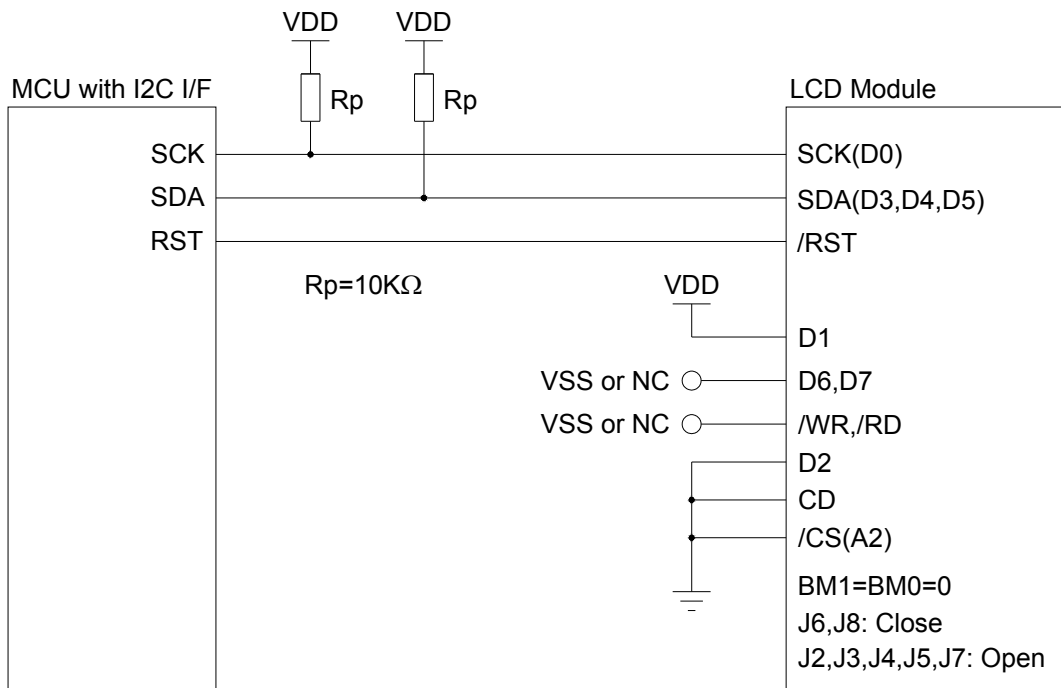 VDD VDD
MCU with I2C I/F
Rp
Rp
LCD Module
SCK
SCK(D0)
SDA
SDA(D3,D4,D5)
RST
/RST
Rp=10KΩ
VDD
D1
VSS or NC
D6,D7
VSS or NC
/WR,/RD
D2
CD
/CS(A2)
BM1=BM0=0
J6,J8: Close
J2,J3,J4,J5,J7: Open